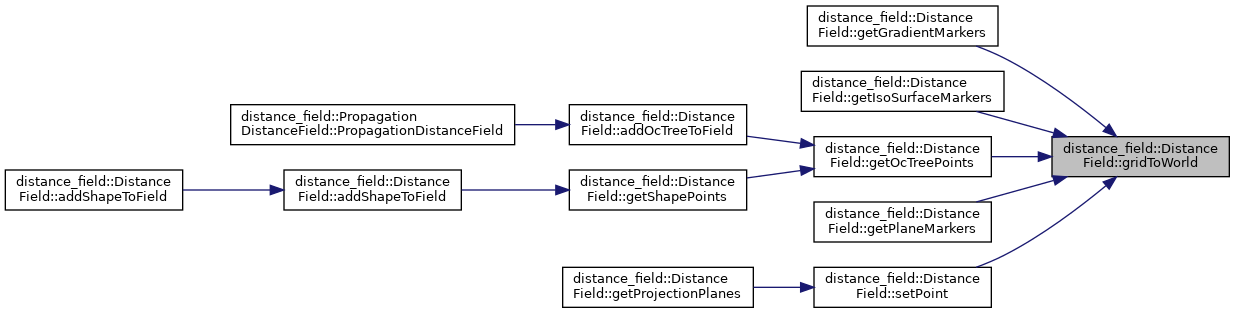 distance_field::Distance
Field::getGradientMarkers
distance_field::Distance
Field::getIsoSurfaceMarkers
distance_field::Propagation
DistanceField::PropagationDistanceField
distance_field::Distance
Field::addOcTreeToField
distance_field::Distance
Field::getOcTreePoints
distance_field::Distance
Field::gridToWorld
distance_field::Distance
Field::addShapeToField
distance_field::Distance
Field::addShapeToField
distance_field::Distance
Field::getShapePoints
distance_field::Distance
Field::getPlaneMarkers
distance_field::Distance
Field::getProjectionPlanes
distance_field::Distance
Field::setPoint